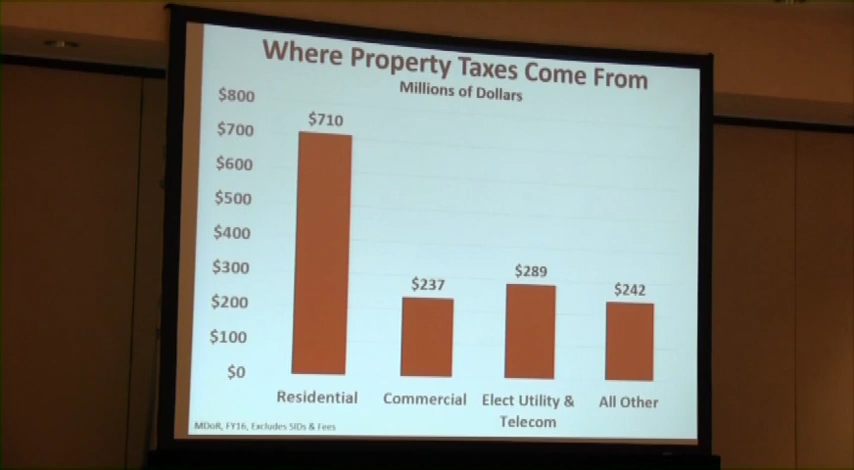 Where Property Taxes Come From
Millions of Dollars
$800
$700
$600
$500
$400
$300
$200
$100
$0
$710
$237
$289
$242
Residential
Commercial
Elect Utility &
Telecom
All Other
MDoR, FY16, Excludes SIDs & Fees